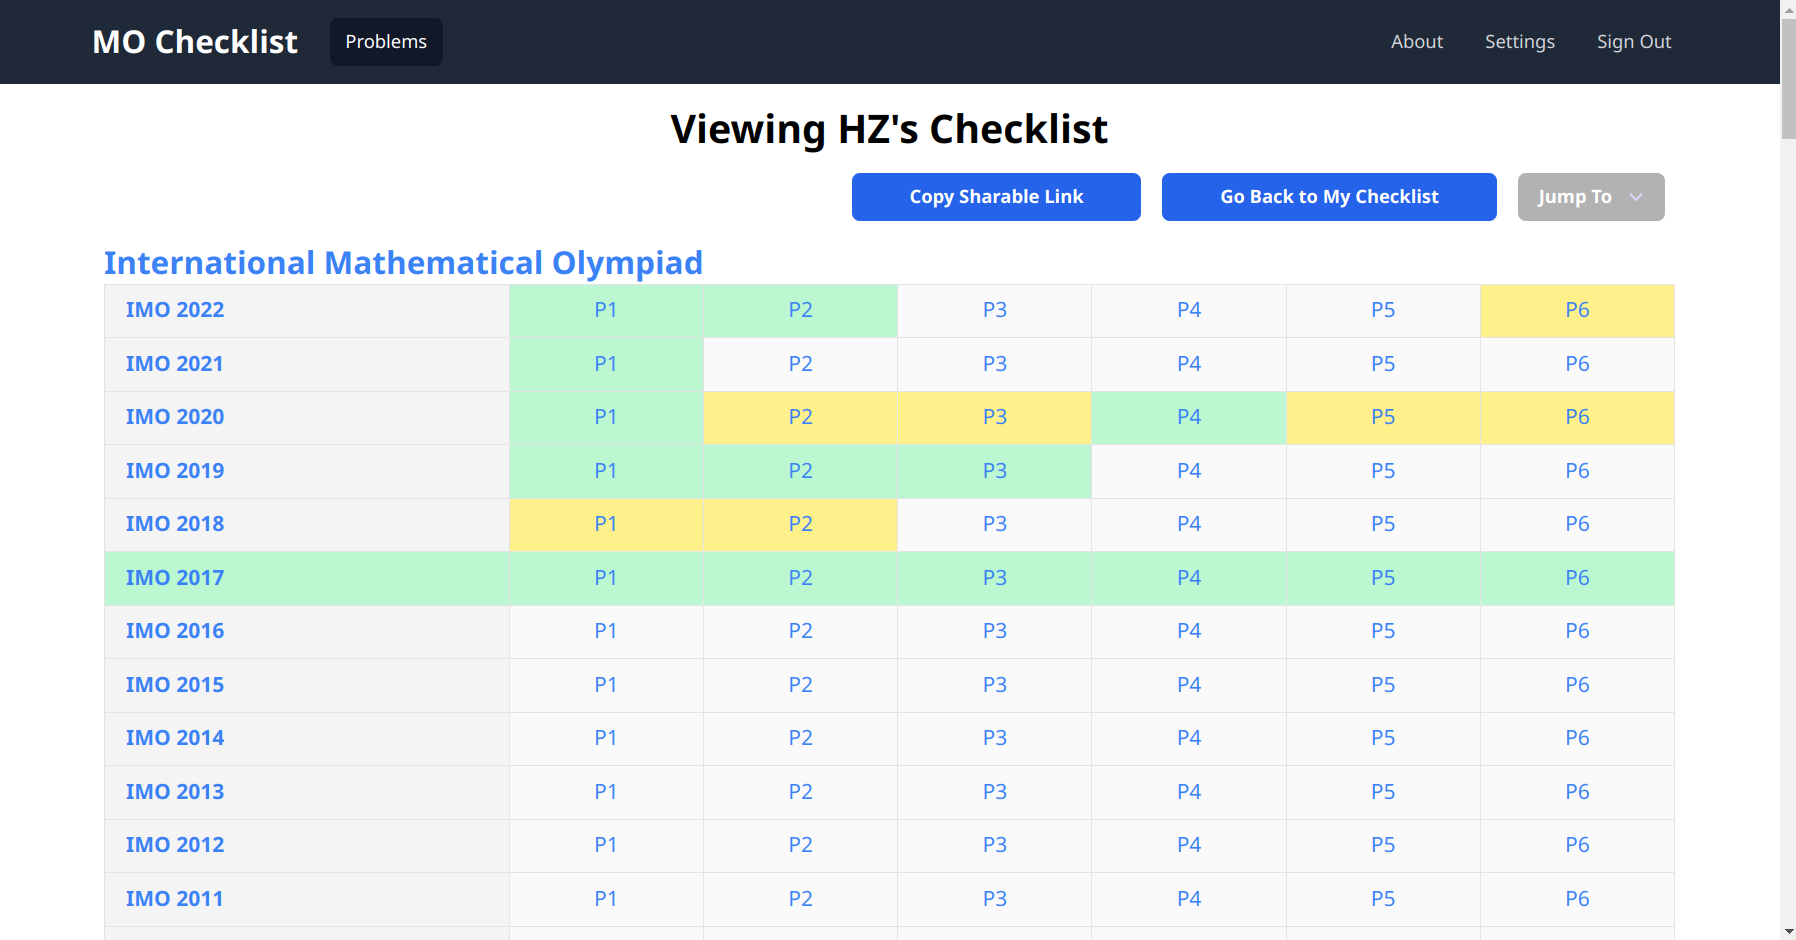 MO Checklist Problems About Settings Sign Out
Viewing HZ's Checklist
Copy Sharable Link Go Back to My Checklist Jump To
International Mathematical Olympiad
IMO 2022 P1 P2 P3 P4 P5 P6
IMO 2021 P1 P2 P3 P4 P5 P6
IMO 2020 P1 P2 P3 P4 P5 P6
IMO 2019 P1 P2 P3 P4 P5 P6
IMO 2018 P1 P2 P3 P4 P5 P6
IMO 2017 P1 P2 P3 P4 P5 P6
IMO 2016 P1 P2 P3 P4 P5 P6
IMO 2015 P1 P2 P3 P4 P5 P6
IMO 2014 P1 P2 P3 P4 P5 P6
IMO 2013 P1 P2 P3 P4 P5 P6
IMO 2012 P1 P2 P3 P4 P5 P6
IMO 2011 P1 P2 P3 P4 P5 P6